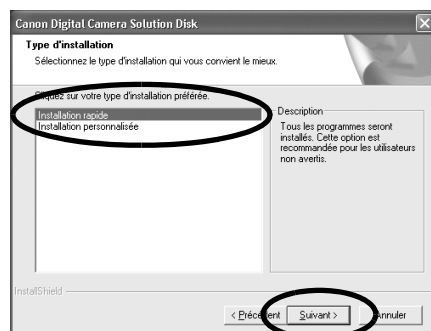 Canon Digital Camera Solution Disk
Type d'installation
Sélectionnez le type d'installation qui vous convient le mieux.
Cliquez sur votre type d'installation préférée.
Installation rapide
Installation personnalisée
Description
Tous les programmes seront
installés. Cette option est
recommandée pour les utilisateurs
non avertis.
InstallShield
< Précédent
Suivant >
Annuler